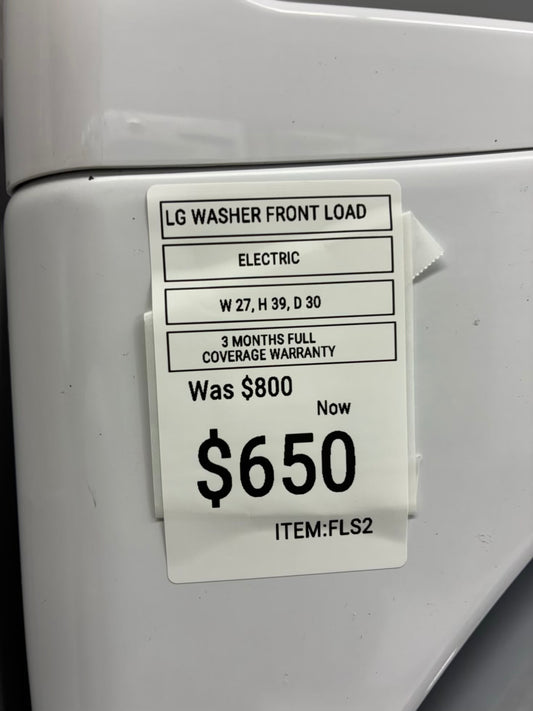 LG WASHER FRONT LOAD
ELECTRIC
W 27, H 39, D 30
3 MONTHS FULL
COVERAGE WARRANTY
Was $800
Now
$650
ITEM:FLS2